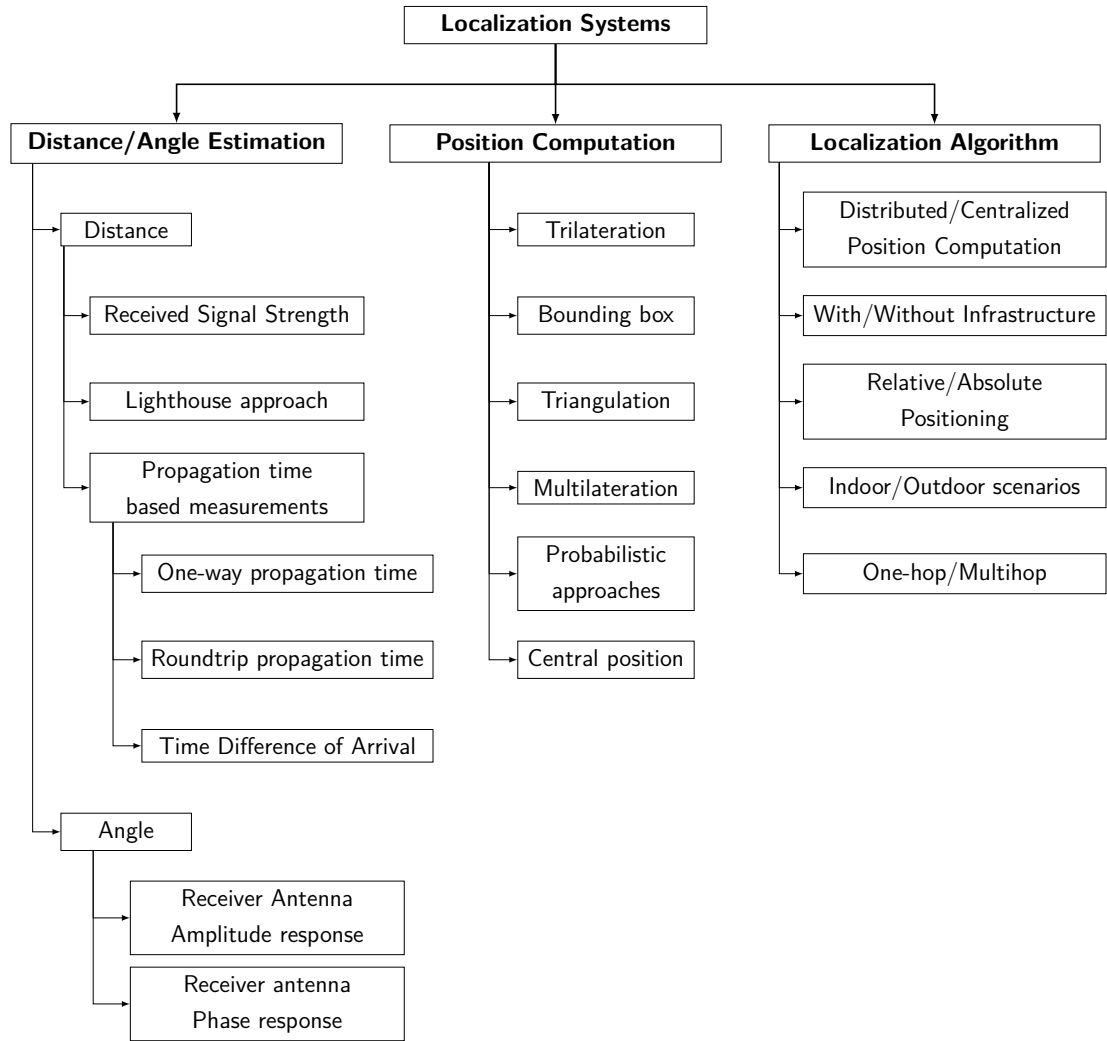 Localization Systems
Distance/Angle Estimation
Position Computation
Localization Algorithm
Distance
Received Signal Strength
Lighthouse approach
Propagation time
based measurements
One-way propagation time
Roundtrip propagation time
Time Difference of Arrival
Angle
Receiver Antenna
Amplitude response
Receiver antenna
Phase response
Trilateration
Bounding box
Triangulation
Multilateration
Probabilistic
approaches
Central position
Distributed/Centralized
Position Computation
With/Without Infrastructure
Relative/Absolute
Positioning
Indoor/Outdoor scenarios
One-hop/Multihop